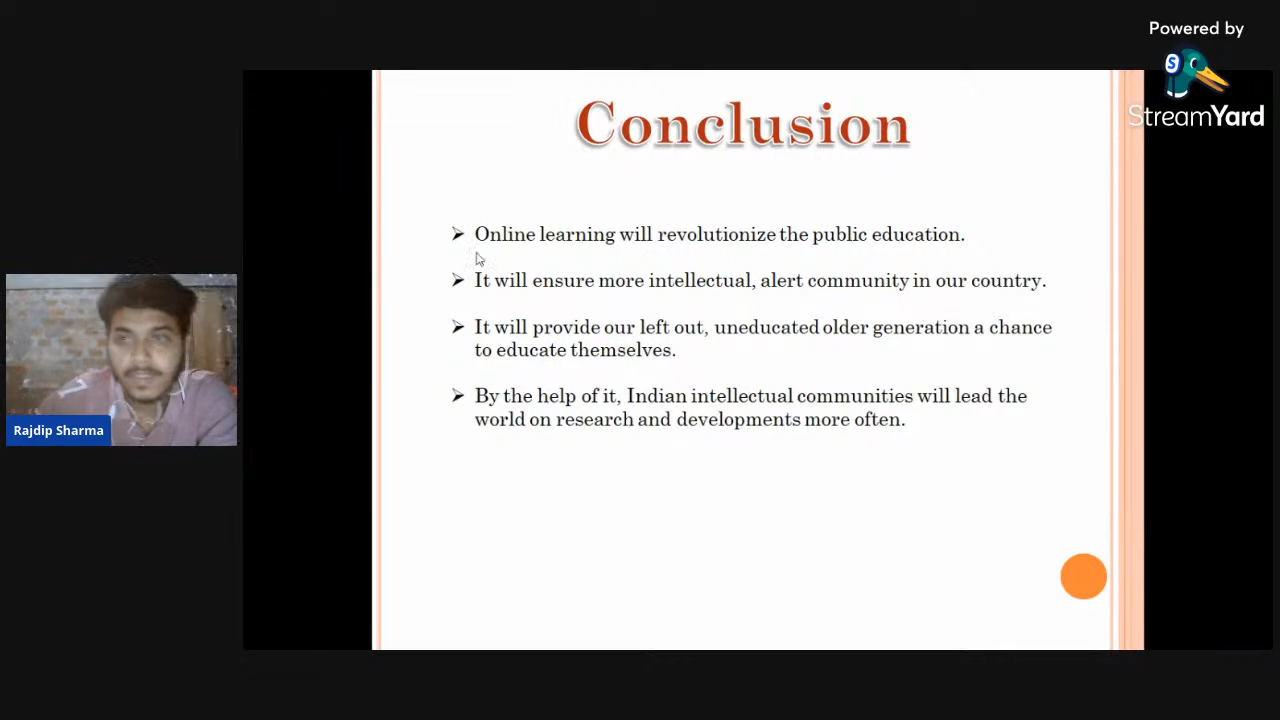 Powered by
StreamYard
Conclusion
➢ Online learning will revolutionize the public education.
➢ It will ensure more intellectual, alert community in our country.
➢ It will provide our left out, uneducated older generation a chance
to educate themselves.
➢ By the help of it, Indian intellectual communities will lead the
world on research and developments more often.
Rajdip Sharma